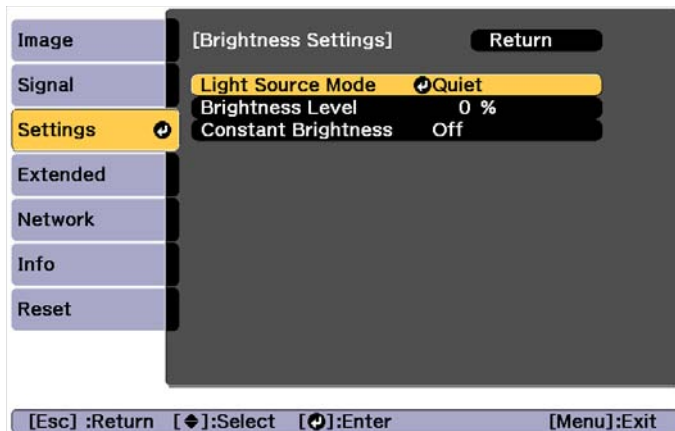 Image
Signal
Settings
Extended
Network
Info
Reset
[Brightness Settings] Return
Light Source Mode Quiet
Brightness Level 0 %
Constant Brightness Off
[Esc] :Return [◆]:Select [⏎]:Enter [Menu]:Exit